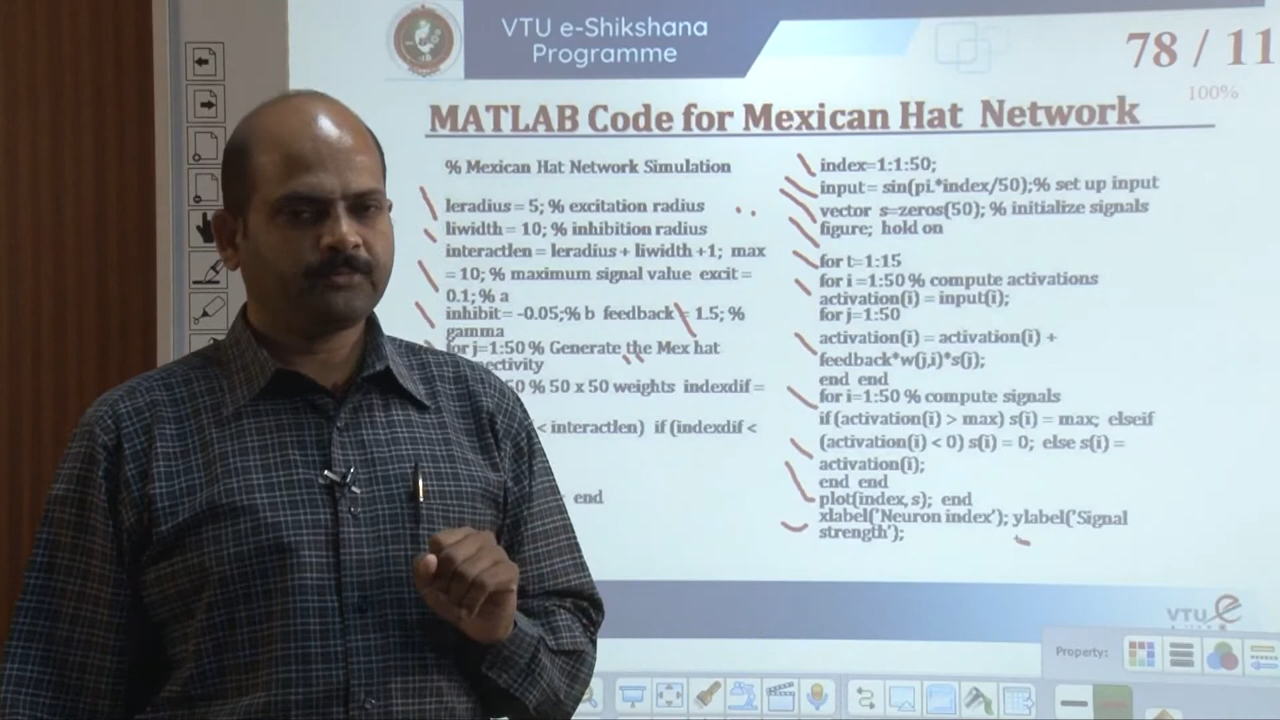 VTU e-Shikshana
Programme
78 / 11
100%
MATLAB Code for Mexican Hat Network
% Mexican Hat Network Simulation
leradius = 5; % excitation radius
liwidth = 10; % inhibition radius
interactlen = leradius + liwidth +1; max
= 10; % maximum signal value excit =
0.1; % a
inhibit= -0.05;% b feedback = 1.5; %
gamma
for j=1:50 % Generate the Mex hat
ectivity
50 % 50 x 50 weights indexdif =
< interactlen) if (indexdif <
; end
index=1:1:50;
input= sin(pi.*index/50);% set up input
vector s=zeros(50); % initialize signals
figure; hold on
for t=1:15
for i =1:50 % compute activations
activation(i) = input(i);
for j=1:50
activation(i) = activation(i) +
feedback*w(j,i)*s(j);
end end
for i=1:50 % compute signals
if (activation(i) > max) s(i) = max; elseif
(activation(i) < 0) s(i) = 0; else s(i) =
activation(i);
end end
plot(index, s); end
xlabel('Neuron index'); ylabel('Signal
strength');
VTU e
Property: